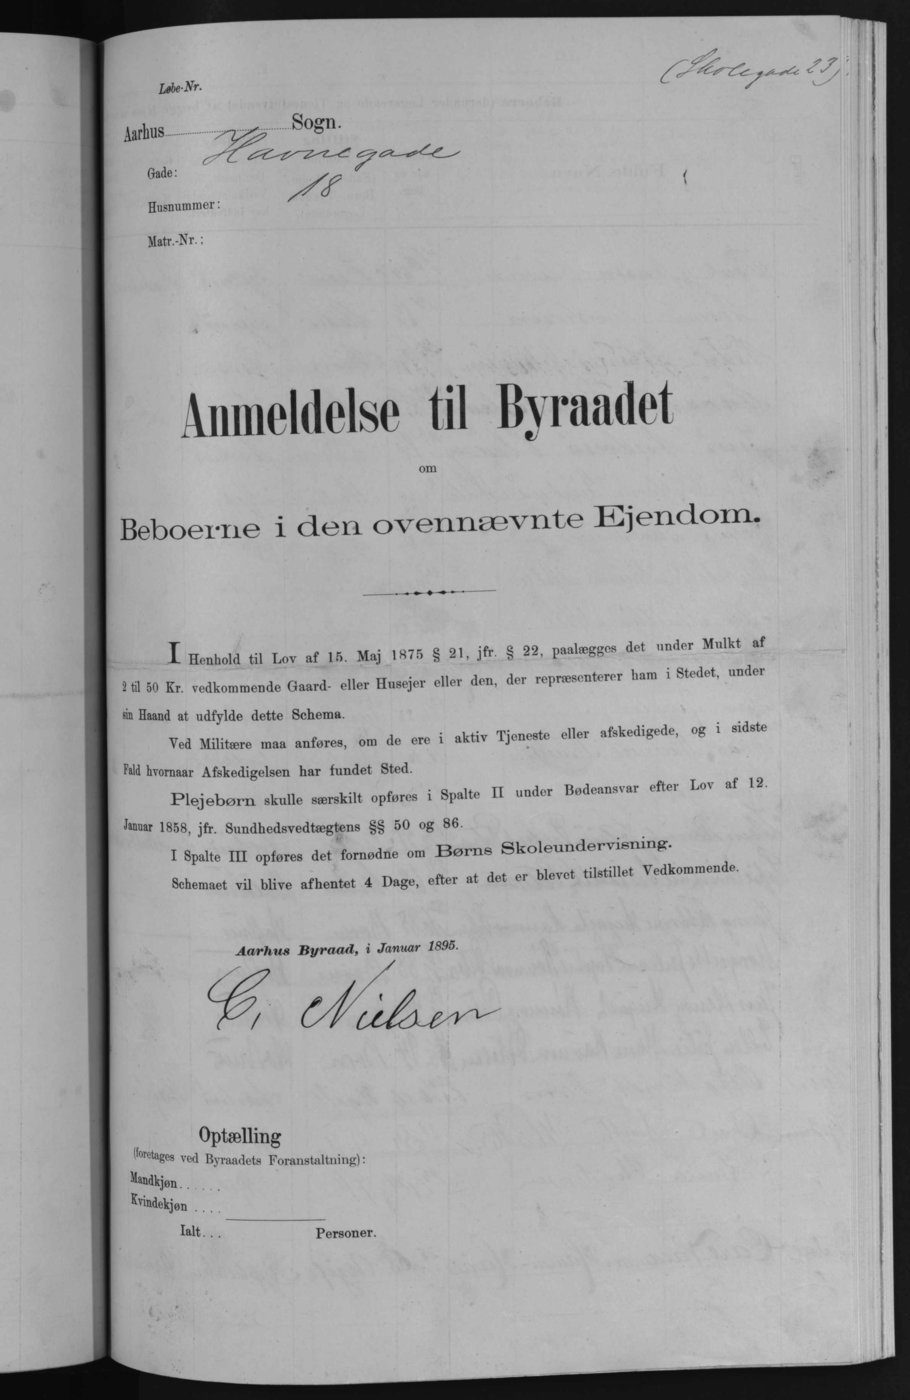 (Skolegade 23).
Løbe-Nr.
Aarhus Sogn.
Gade: Havnegade
Husnummer: 18
Matr.-Nr.:
Anmeldelse til Byraadet
om
Beboerne i den ovennævnte Ejendom.
I Henhold til Lov af 15. Maj 1875 § 21, jfr. § 22, paalægges det under Mulkt af
2 til 50 Kr. vedkommende Gaard- eller Husejer eller den, der repræsenterer ham i Stedet, under
sin Haand at udfylde dette Schema.
Ved Militære maa anføres, om de ere i aktiv Tjeneste eller afskedigede, og i sidste
Fald hvornaar Afskedigelsen har fundet Sted.
Plejebørn skulle særskilt opføres i Spalte II under Bødeansvar efter Lov af 12.
Januar 1858, jfr. Sundhedsvedtægtens §§ 50 og 86.
I Spalte III opføres det fornødne om Børns Skoleundervisning.
Schemaet vil blive afhentet 4 Dage, efter at det er blevet tilstillet Vedkommende.
Aarhus Byraad, i Januar 1895.
C. Nielsen
Optælling
(foretages ved Byraadets Foranstaltning):
Mandkjøn......
Kvindekjøn....
Ialt... Personer.